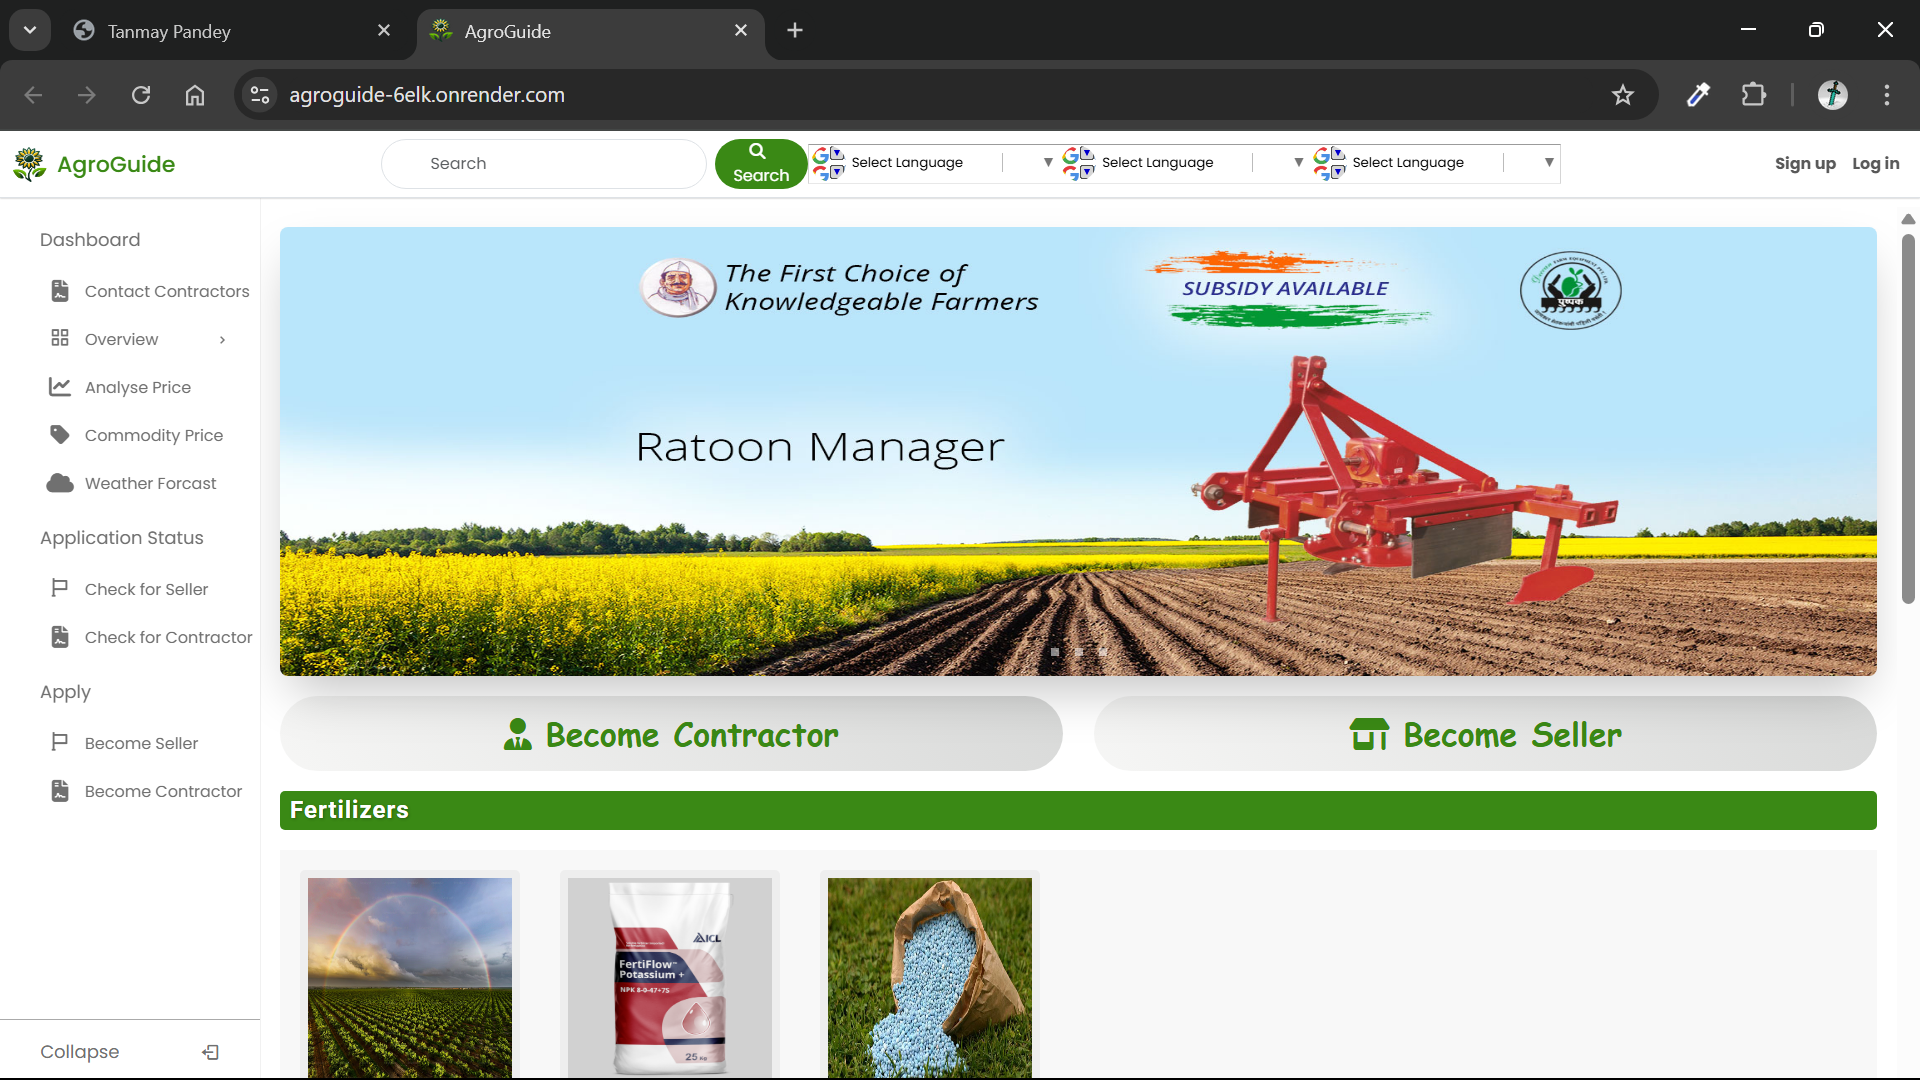 Tanmay Pandey
AgroGuide
agroguide-6elk.onrender.com
AgroGuide
Search
Search
Select Language
Select Language
Select Language
Sign up
Log in
Dashboard
Contact Contractors
Overview
Analyse Price
Commodity Price
Weather Forcast
Application Status
Check for Seller
Check for Contractor
Apply
Become Seller
Become Contractor
Collapse
The First Choice of
Knowledgeable Farmers
SUBSIDY AVAILABLE
पुष्पक
Ratoon Manager
Become Contractor
Become Seller
Fertilizers
ICL
FertiFlow™
Potassium +
NPK 8-0-47+7S
25 kg